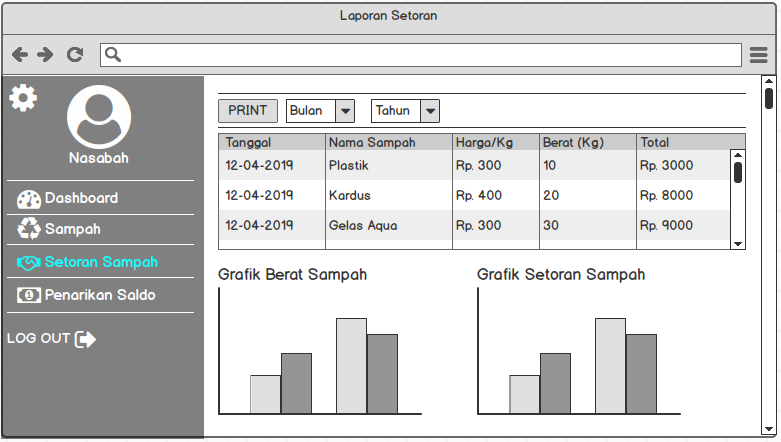 Laporan Setoran
Nasabah
Dashboard
Sampah
Setoran Sampah
Penarikan Saldo
LOG OUT
PRINT Bulan Tahun
Tanggal Nama Sampah Harga/Kg Berat (Kg) Total
12-04-2019 Plastik Rp. 300 10 Rp. 3000
12-04-2019 Kardus Rp. 400 20 Rp. 8000
12-04-2019 Gelas Aqua Rp. 300 30 Rp. 9000
Grafik Berat Sampah
Grafik Setoran Sampah